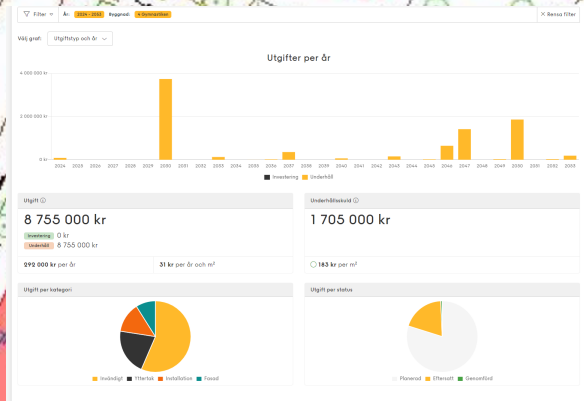 Filter År: 2024 - 2053 Byggnad: Rensa filter
Välj graf: Utgiftstyp och år
Utgifter per år
4 000 000 kr
2 000 000 kr
0 kr
2024 2025 2026 2027 2028 2029 2030 2031 2032 2033 2034 2035 2036 2037 2038 2039 2040 2041 2042 2043 2044 2045 2046 2047 2048 2049 2050 2051 2052 2053
Investering Underhåll
Utgift
8 755 000 kr
Investering 0 kr
Underhåll 8 755 000 kr
292 000 kr per år 31 kr per år och m²
Underhållsskuld
1 705 000 kr
183 kr per m²
Utgift per kategori
Invändigt Yttertak Installation Fasad
Utgift per status
Planerad Eftersatt Genomförd